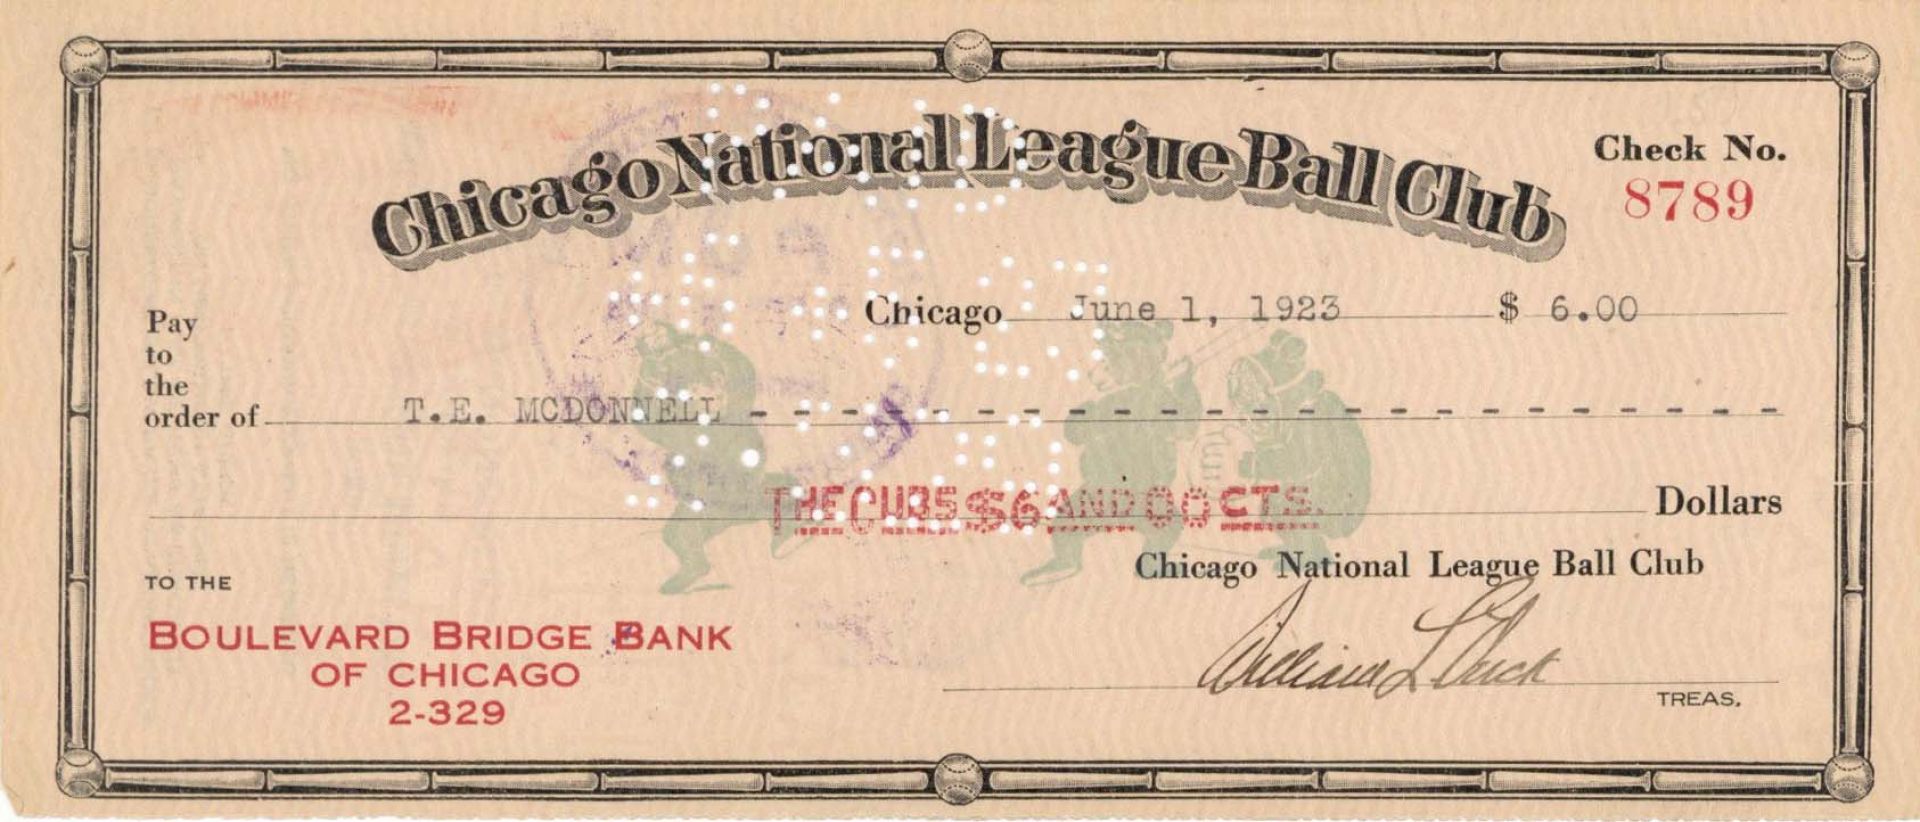 Chicago National League Ball Club
Check No.
8789
Chicago June 1, 1923 $ 6.00
Pay
to
the
order of T.E. MCDONNELL - - - - - - - - - - - - - - - - - - - - - - -
THE CUBS $6 AND 00 CTS. Dollars
Chicago National League Ball Club
TO THE
BOULEVARD BRIDGE BANK
OF CHICAGO
2-329
William L Veeck
TREAS.